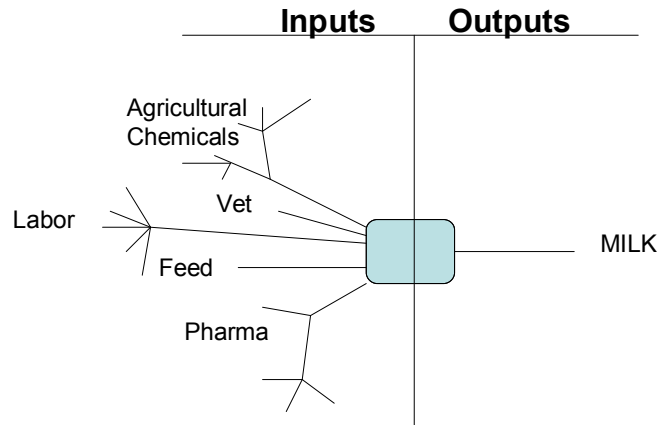 Inputs Outputs
Agricultural
Chemicals
Vet
Labor
MILK
Feed
Pharma